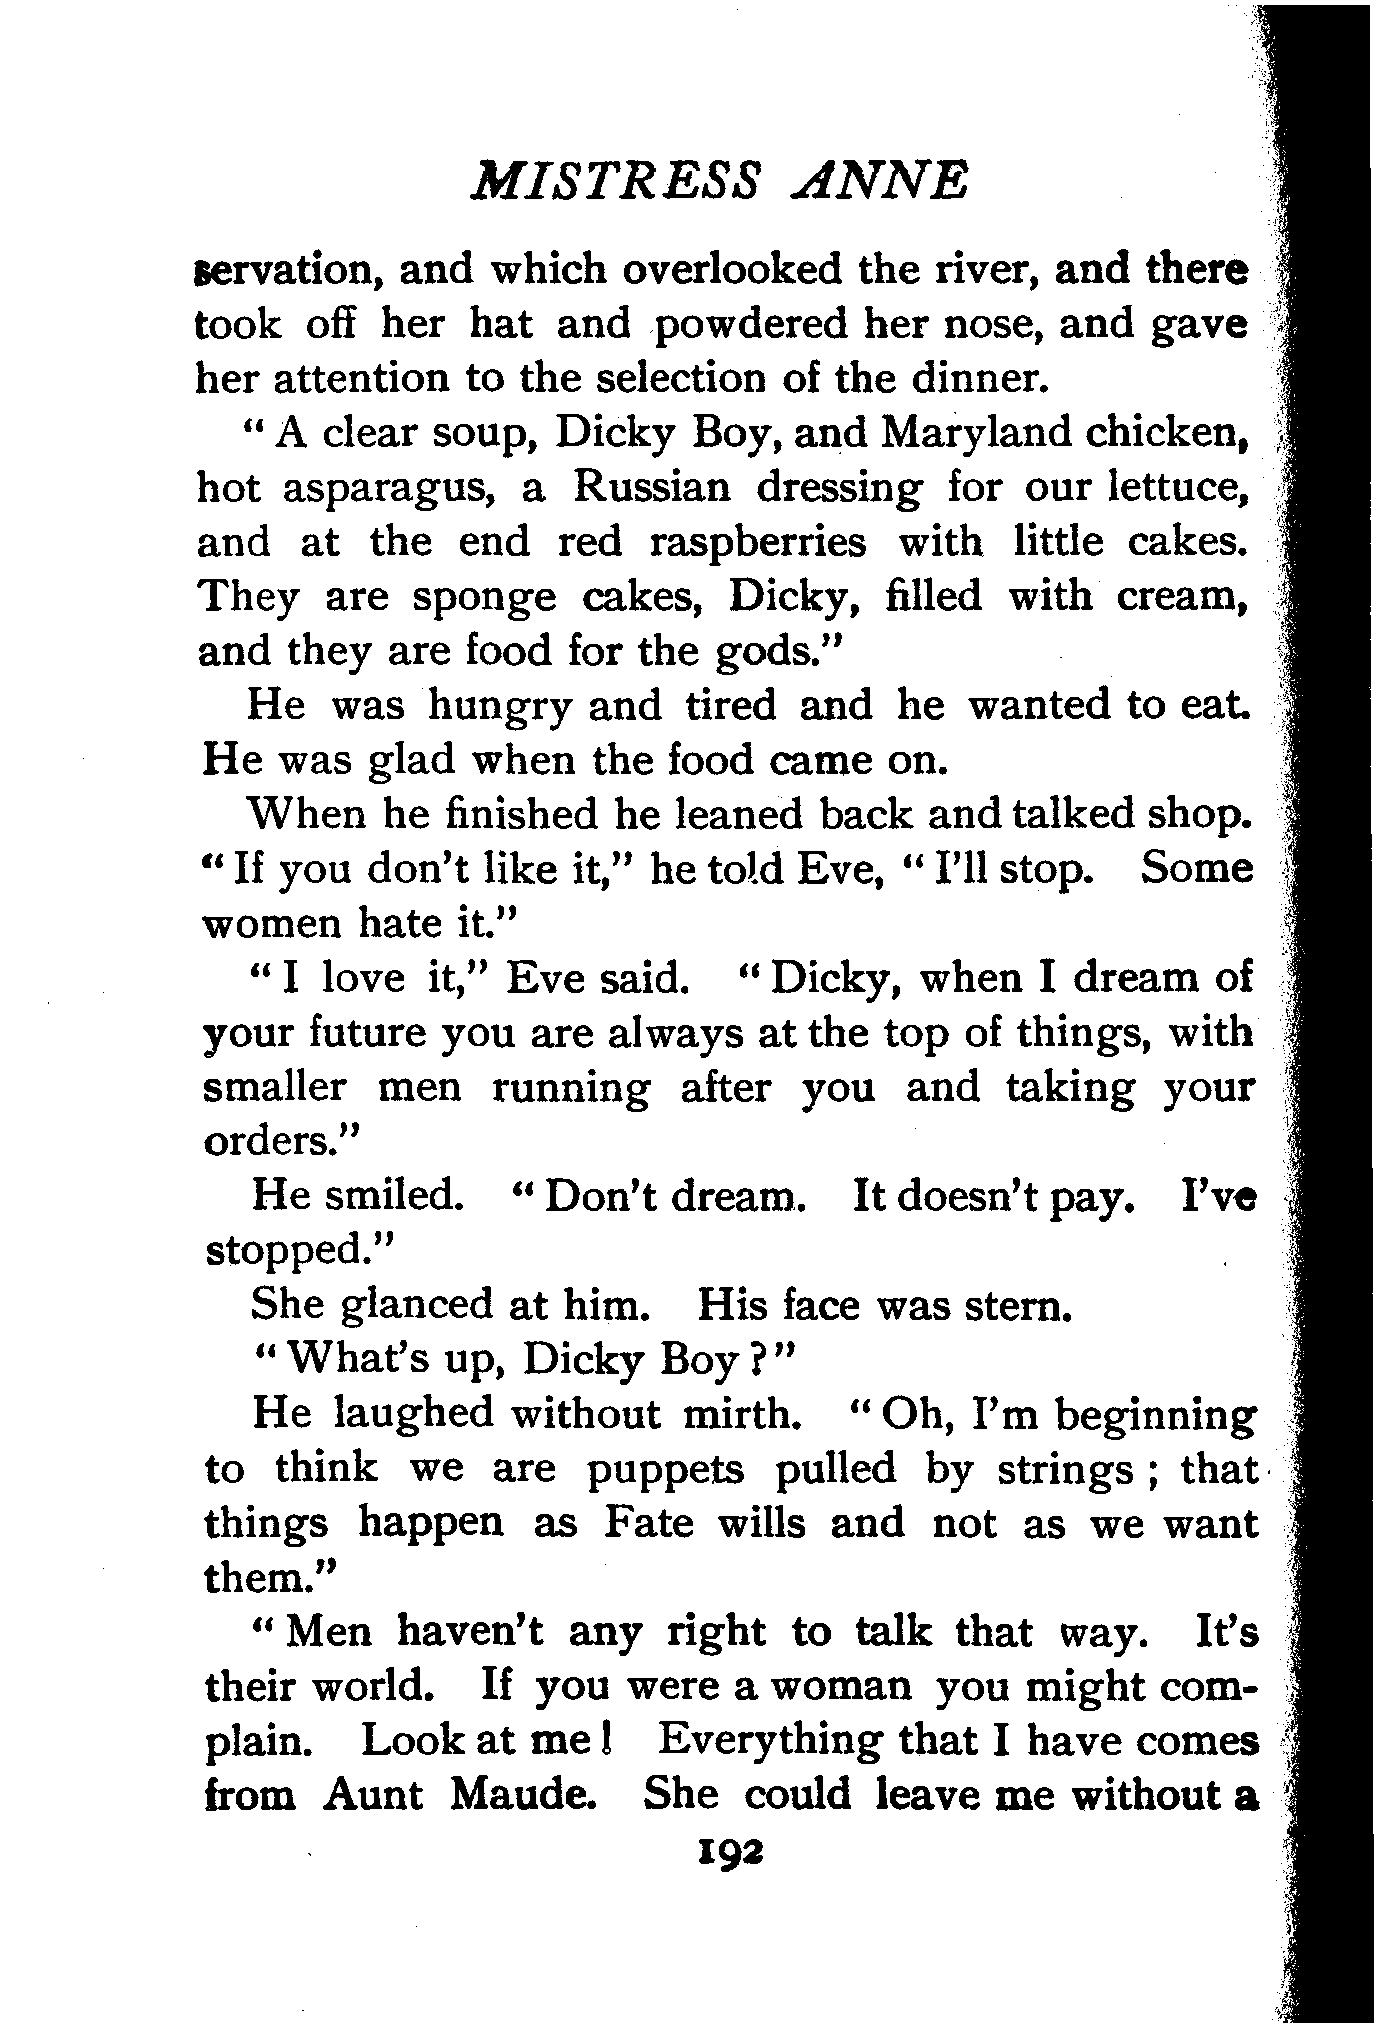 MISTRESS ANNE
servation, and which overlooked the river, and there
took off her hat and powdered her nose, and gave
her attention to the selection of the dinner.
“ A clear soup, Dicky Boy, and Maryland chicken,
hot asparagus, a Russian dressing for our lettuce,
and at the end red raspberries with little cakes.
They are sponge cakes, Dicky, filled with cream,
and they are food for the gods.”
He was hungry and tired and he wanted to eat.
He was glad when the food came on.
When he finished he leaned back and talked shop.
“ If you don’t like it,” he told Eve, “ I’ll stop. Some
women hate it.”
“ I love it,” Eve said. “ Dicky, when I dream of
your future you are always at the top of things, with
smaller men running after you and taking your
orders.”
He smiled. “ Don’t dream. It doesn’t pay. I’ve
stopped.”
She glanced at him. His face was stern.
“ What’s up, Dicky Boy ? ”
He laughed without mirth. “ Oh, I’m beginning
to think we are puppets pulled by strings ; that
things happen as Fate wills and not as we want
them.”
“ Men haven’t any right to talk that way. It’s
their world. If you were a woman you might com-
plain. Look at me ! Everything that I have comes
from Aunt Maude. She could leave me without a
192